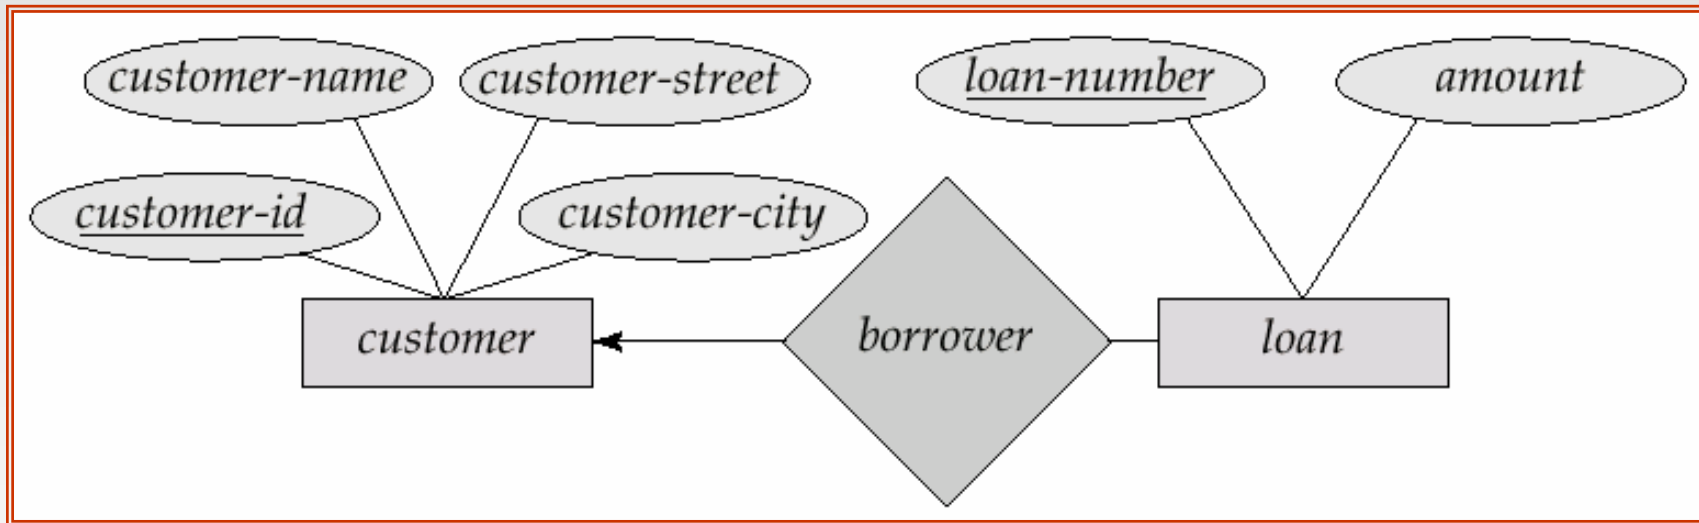 customer-name
customer-street
loan-number
amount
customer-id
customer-city
customer
borrower
loan